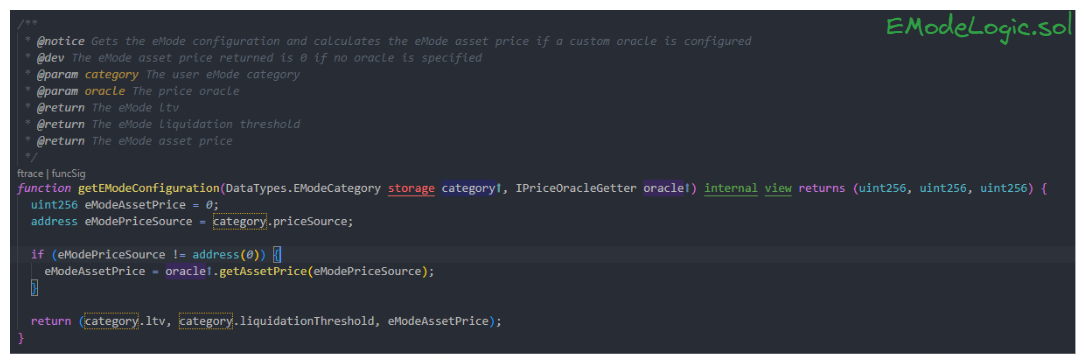 /**
EModeLogic.sol
* @notice Gets the eMode configuration and calculates the eMode asset price if a custom oracle is configured
* @dev The eMode asset price returned is 0 if no oracle is specified
* @param category The user eMode category
* @param oracle The price oracle
* @return The eMode ltv
* @return The eMode liquidation threshold
* @return The eMode asset price
*/
ftrace | funcSig
function getEModeConfiguration(DataTypes.EModeCategory storage category↑, IPriceOracleGetter oracle↑) internal view returns (uint256, uint256, uint256) {
uint256 eModeAssetPrice = 0;
address eModePriceSource = category.priceSource;
if (eModePriceSource != address(0)) {
eModeAssetPrice = oracle↑.getAssetPrice(eModePriceSource);
}
return (category.ltv, category.liquidationThreshold, eModeAssetPrice);
}